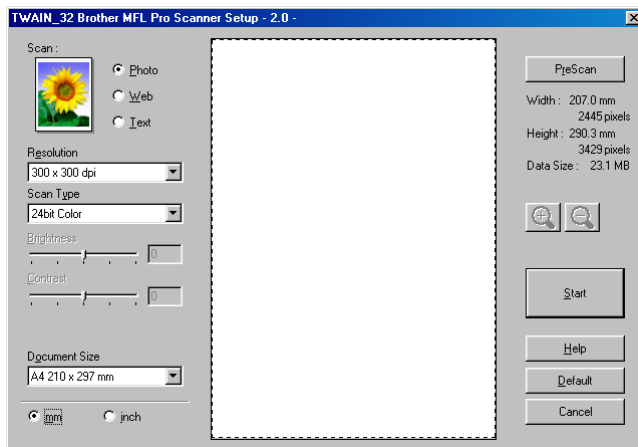 TWAIN_32 Brother MFL Pro Scanner Setup - 2.0 -
Scan :
Photo
Web
Text
Resolution
300 x 300 dpi
Scan Type
24bit Color
Brightness
0
Contrast
0
Document Size
A4 210 x 297 mm
mm
inch
PreScan
Width : 207.0 mm
2445 pixels
Height : 290.3 mm
3429 pixels
Data Size : 23.1 MB
Start
Help
Default
Cancel